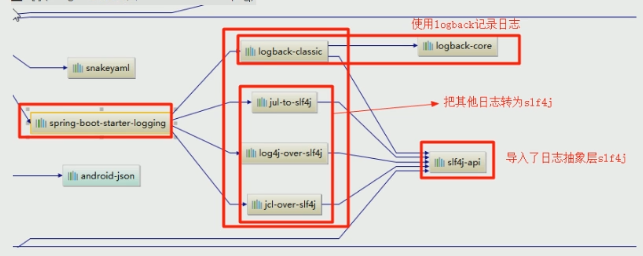 使用logback记录日志
logback-classic
logback-core
snakeyaml
jul-to-slf4j
把其他日志转为slf4j
spring-boot-starter-logging
log4j-over-slf4j
slf4j-api
导入了日志抽象层slf4j
android-json
jcl-over-slf4j